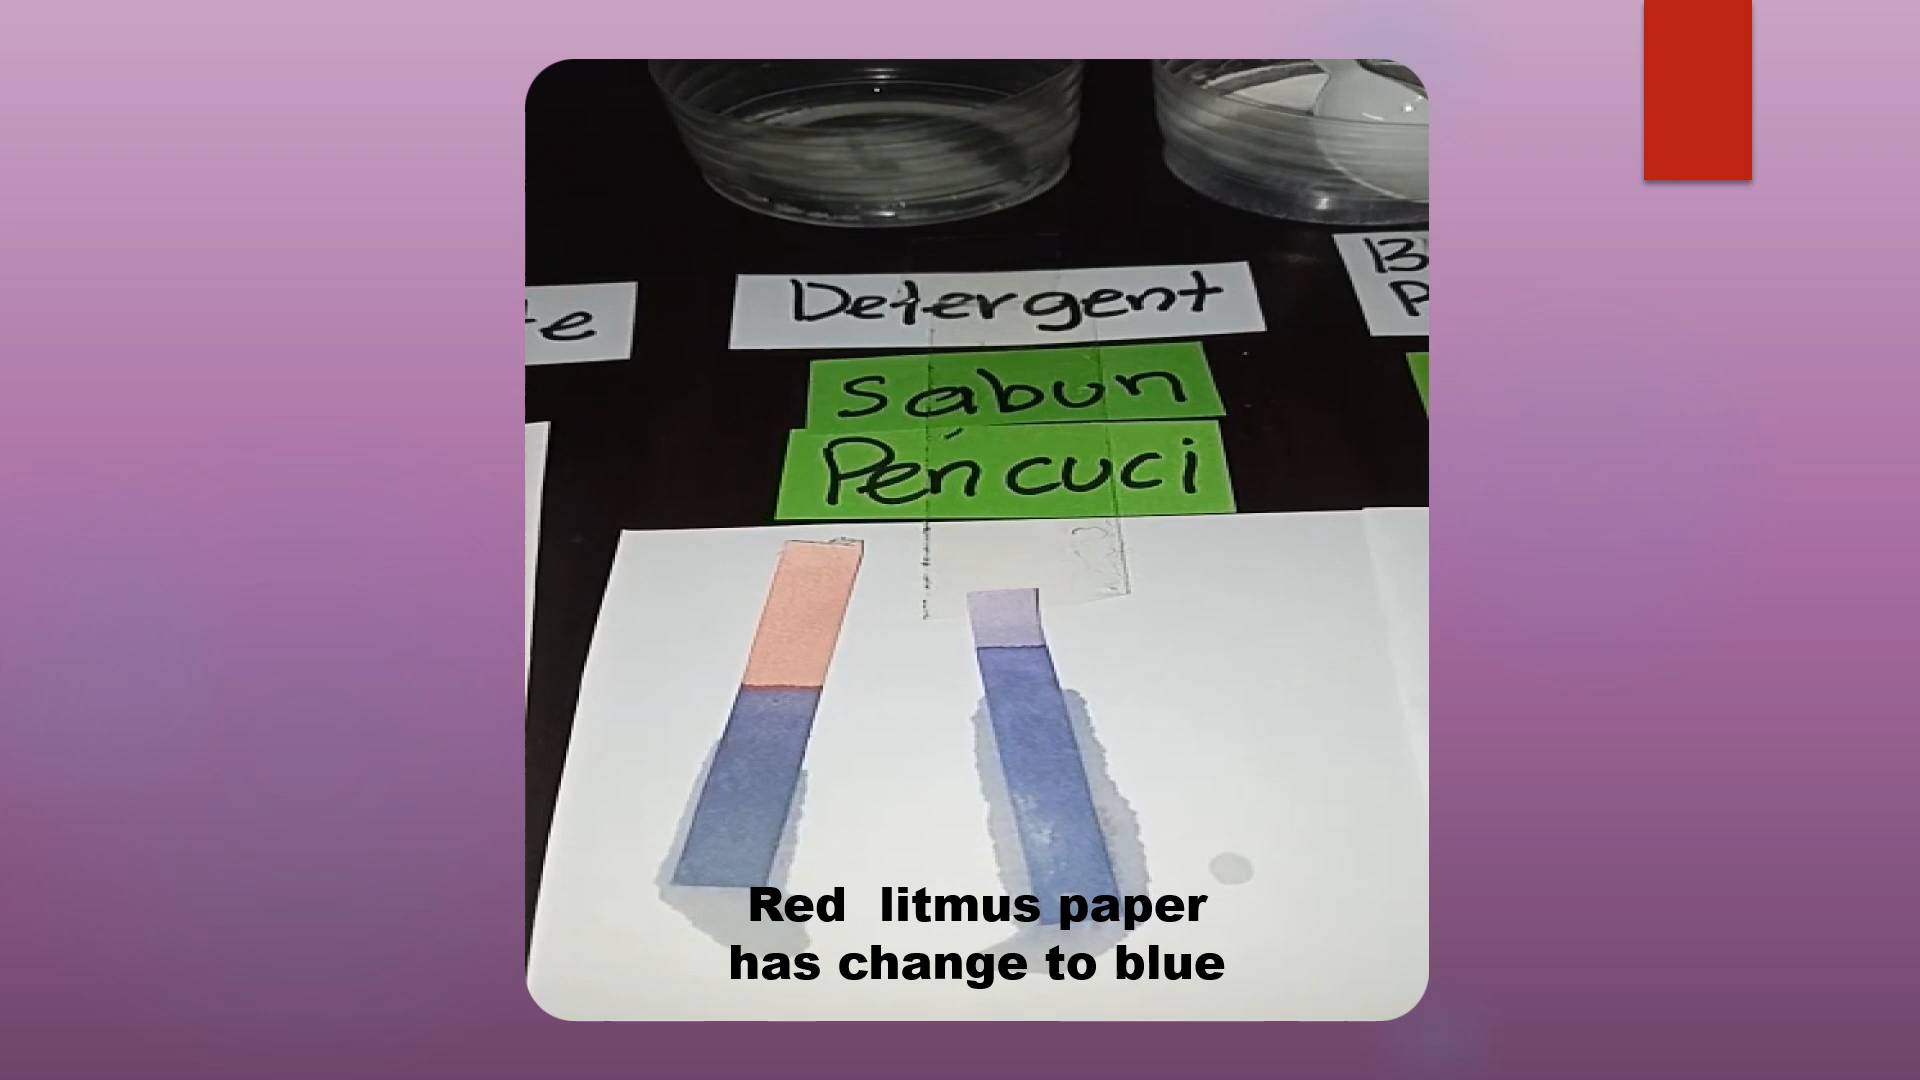 Detergent
Sabun
Pencuci
Red litmus paper
has change to blue